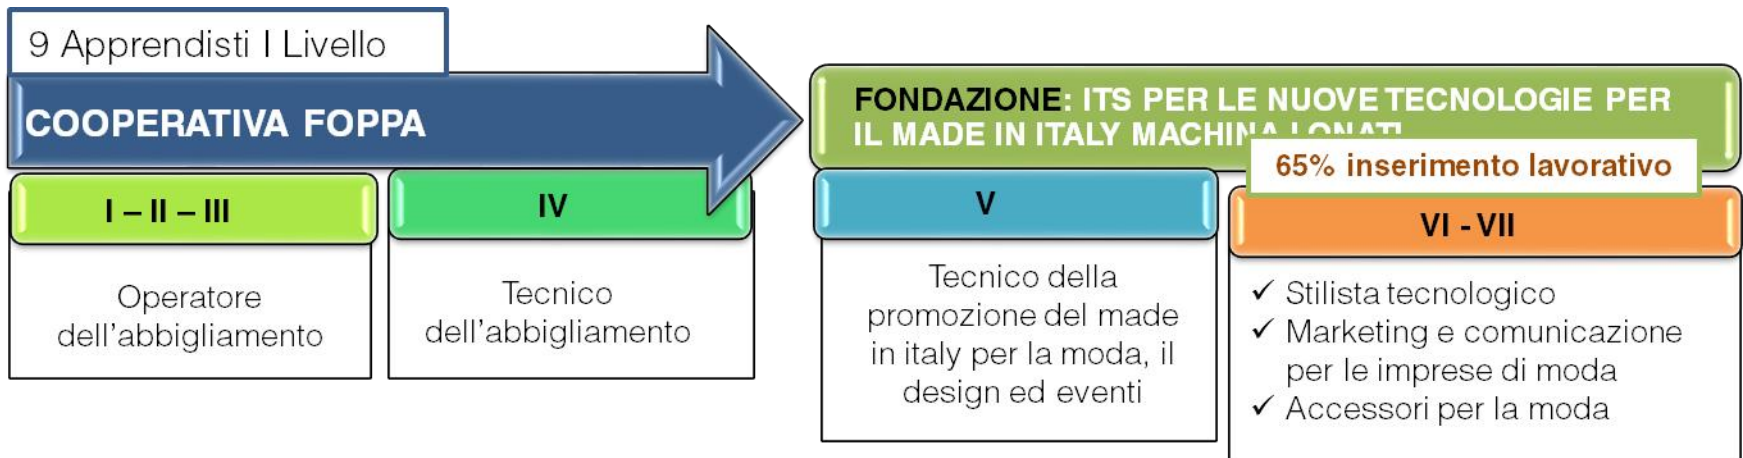 9 Apprendisti I Livello
COOPERATIVA FOPPA
I – II – III
Operatore
dell’abbigliamento
IV
Tecnico
dell’abbigliamento
FONDAZIONE: ITS PER LE NUOVE TECNOLOGIE PER
IL MADE IN ITALY MACHINA LONATI
65% inserimento lavorativo
V
Tecnico della
promozione del made
in italy per la moda, il
design ed eventi
VI - VII
✓ Stilista tecnologico
✓ Marketing e comunicazione
per le imprese di moda
✓ Accessori per la moda